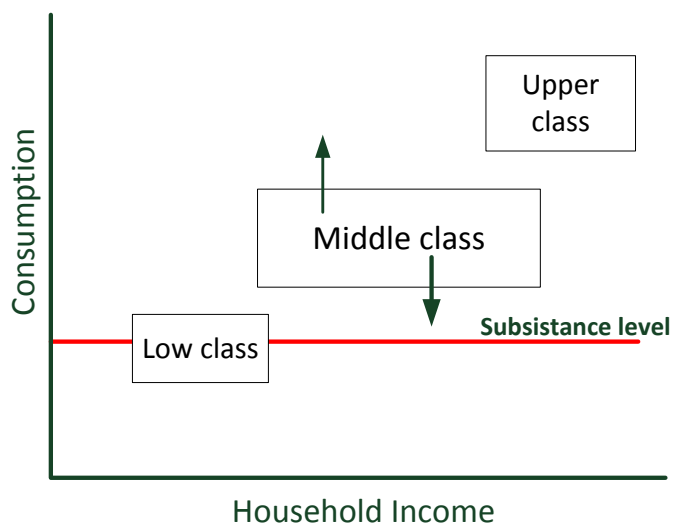 Upper
class
Consumption
Middle class
Subsistance level
Low class
Household Income